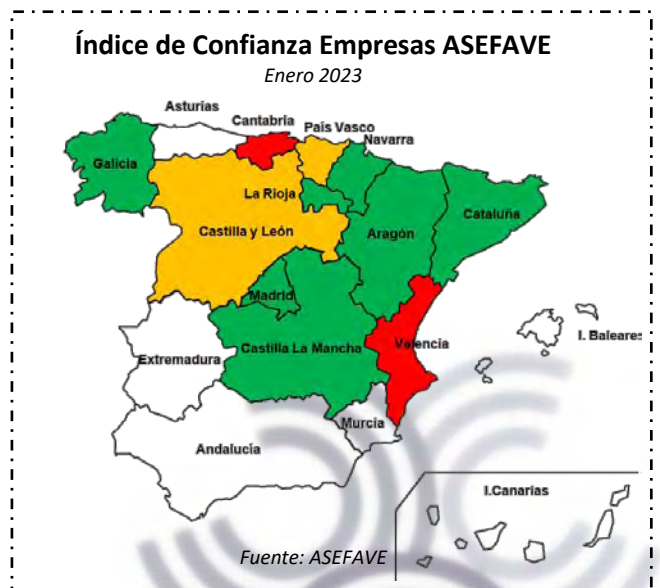 Índice de Confianza Empresas ASEFAVE
Enero 2023
Asturias
Cantabria
País Vasco
Navarra
Galicia
La Rioja
Cataluña
Castilla y León
Aragón
Madrid
I. Baleares
Valencia
Castilla La Mancha
Extremadura
Murcia
Andalucía
I.Canarias
Fuente: ASEFAVE